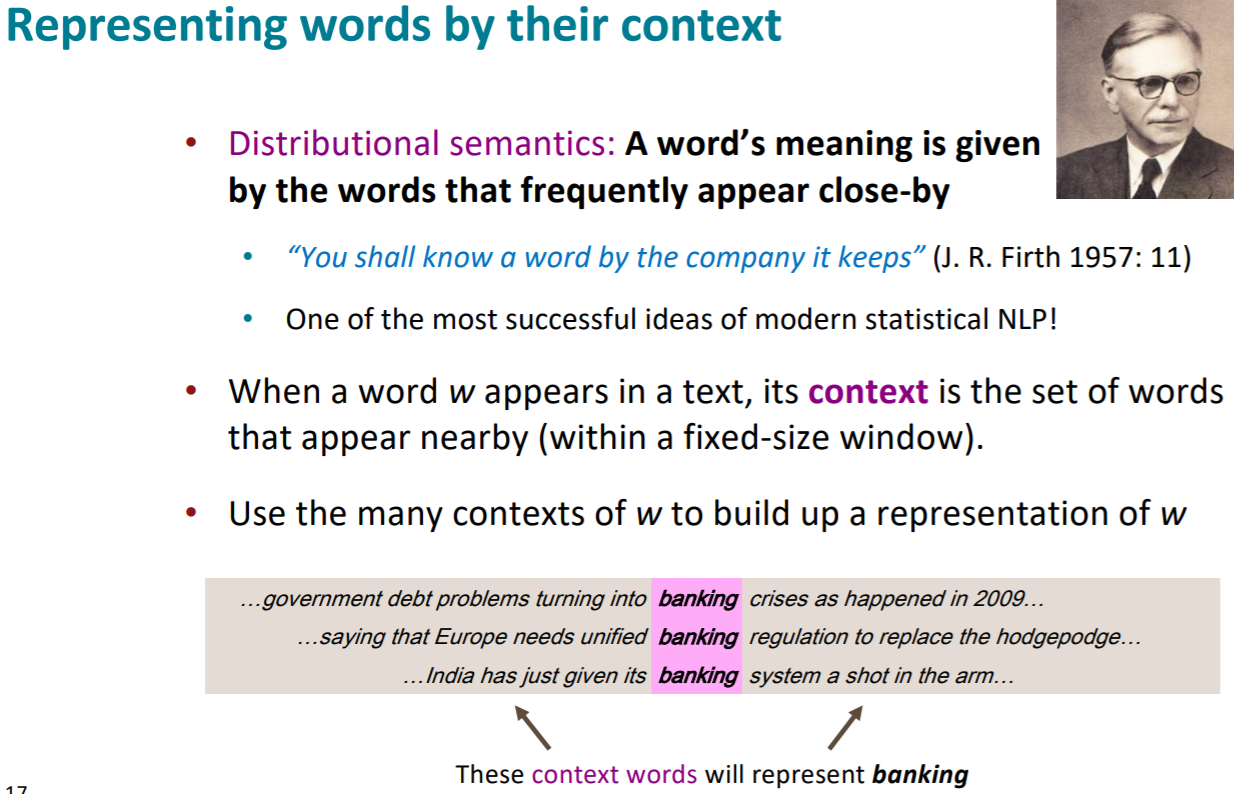 Representing words by their context
• Distributional semantics: A word’s meaning is given
by the words that frequently appear close-by
• “You shall know a word by the company it keeps” (J. R. Firth 1957: 11)
• One of the most successful ideas of modern statistical NLP!
• When a word w appears in a text, its context is the set of words
that appear nearby (within a fixed-size window).
• Use the many contexts of w to build up a representation of w
…government debt problems turning into banking crises as happened in 2009…
…saying that Europe needs unified banking regulation to replace the hodgepodge…
…India has just given its banking system a shot in the arm…
These context words will represent banking
17